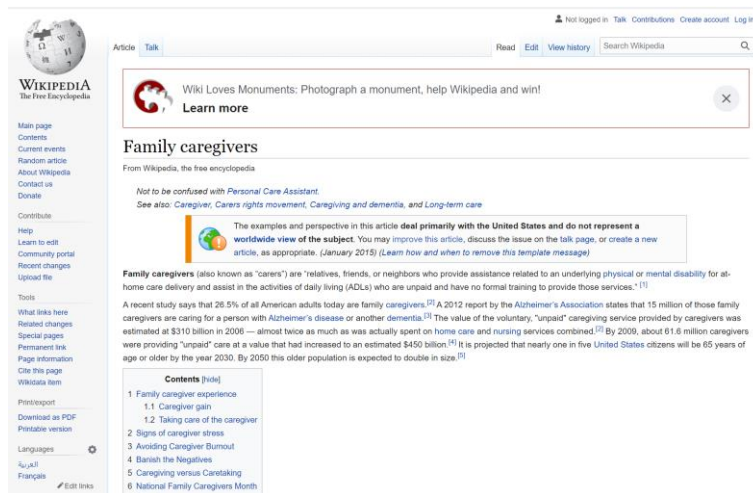 Not logged in Talk Contributions Create account Log in
Article Talk
Read Edit View history Search Wikipedia
WIKIPEDIA
The Free Encyclopedia
Main page
Contents
Current events
Random article
About Wikipedia
Contact us
Donate
Contribute
Help
Learn to edit
Community portal
Recent changes
Upload file
Tools
What links here
Related changes
Special pages
Permanent link
Page information
Cite this page
Wikidata item
Print/export
Download as PDF
Printable version
Languages
العربية
Français
Edit links
Wiki Loves Monuments: Photograph a monument, help Wikipedia and win!
Learn more
Family caregivers
From Wikipedia, the free encyclopedia
Not to be confused with Personal Care Assistant.
See also: Caregiver, Carers rights movement, Caregiving and dementia, and Long-term care
The examples and perspective in this article deal primarily with the United States and do not represent a
worldwide view of the subject. You may improve this article, discuss the issue on the talk page, or create a new
article, as appropriate. (January 2015) (Learn how and when to remove this template message)
Family caregivers (also known as "carers") are "relatives, friends, or neighbors who provide assistance related to an underlying physical or mental disability for at-
home care delivery and assist in the activities of daily living (ADLs) who are unpaid and have no formal training to provide those services." [1]
A recent study says that 26.5% of all American adults today are family caregivers.[2] A 2012 report by the Alzheimer's Association states that 15 million of those family
caregivers are caring for a person with Alzheimer's disease or another dementia.[3] The value of the voluntary, "unpaid" caregiving service provided by caregivers was
estimated at $310 billion in 2006 — almost twice as much as was actually spent on home care and nursing services combined.[2] By 2009, about 61.6 million caregivers
were providing "unpaid" care at a value that had increased to an estimated $450 billion.[4] It is projected that nearly one in five United States citizens will be 65 years of
age or older by the year 2030. By 2050 this older population is expected to double in size.[5]
Contents [hide]
1 Family caregiver experience
1.1 Caregiver gain
1.2 Taking care of the caregiver
2 Signs of caregiver stress
3 Avoiding Caregiver Burnout
4 Banish the Negatives
5 Caregiving versus Caretaking
6 National Family Caregivers Month